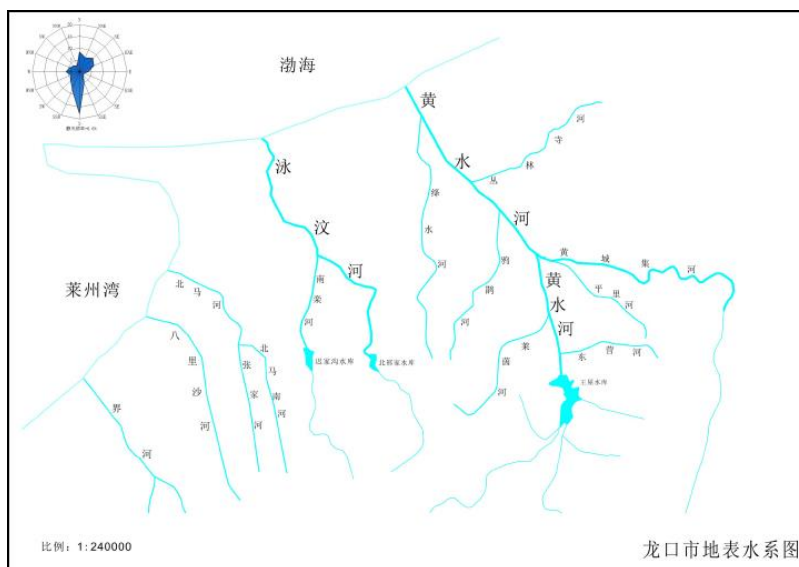 渤海
莱州湾
黄水河
绛水河
丛林寺河
鸦鹊河
黄城集河
平里河
黄水河
东营河
莱茵河
王屋水库
泳汶河
南栾河
迟家沟水库
北邢家水库
北马河
八里沙河
张家河
北马南河
界河
比例：1:240000
龙口市地表水系图